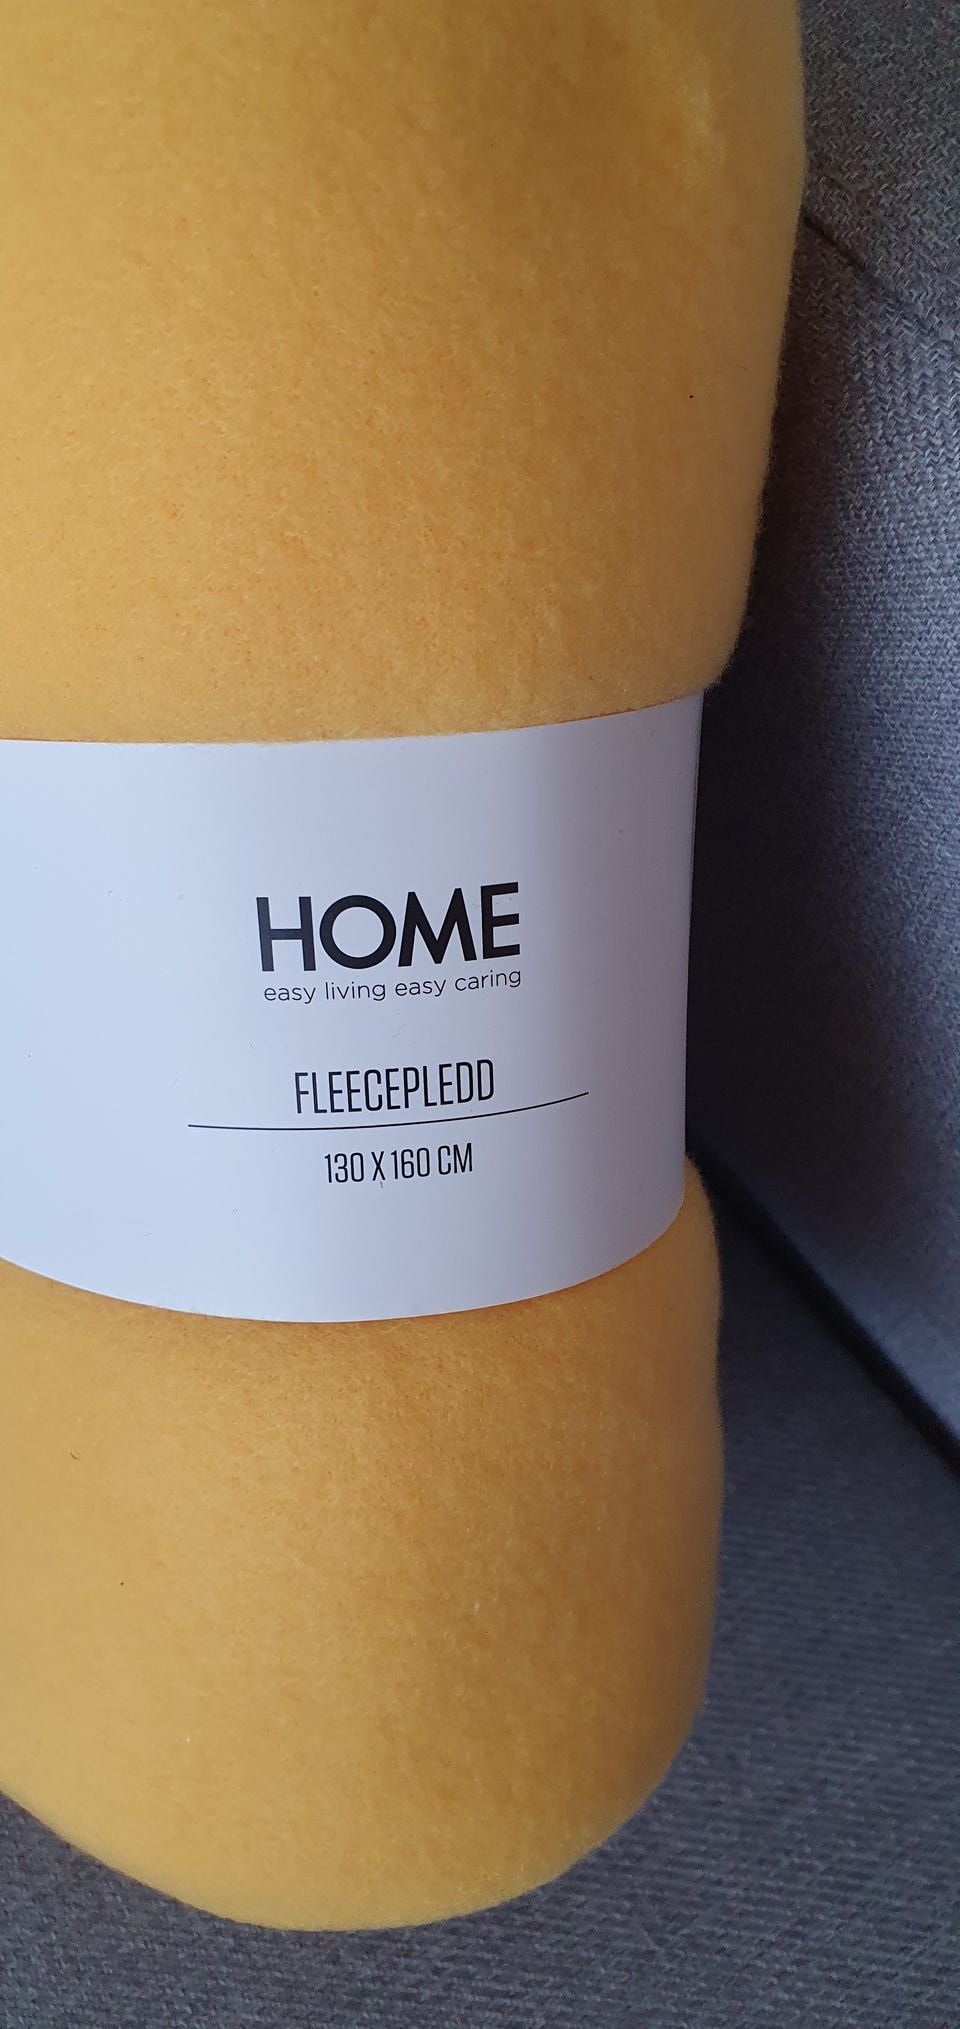 HOME
easy living easy caring
FLEECEPLEDD
130 X 160 CM